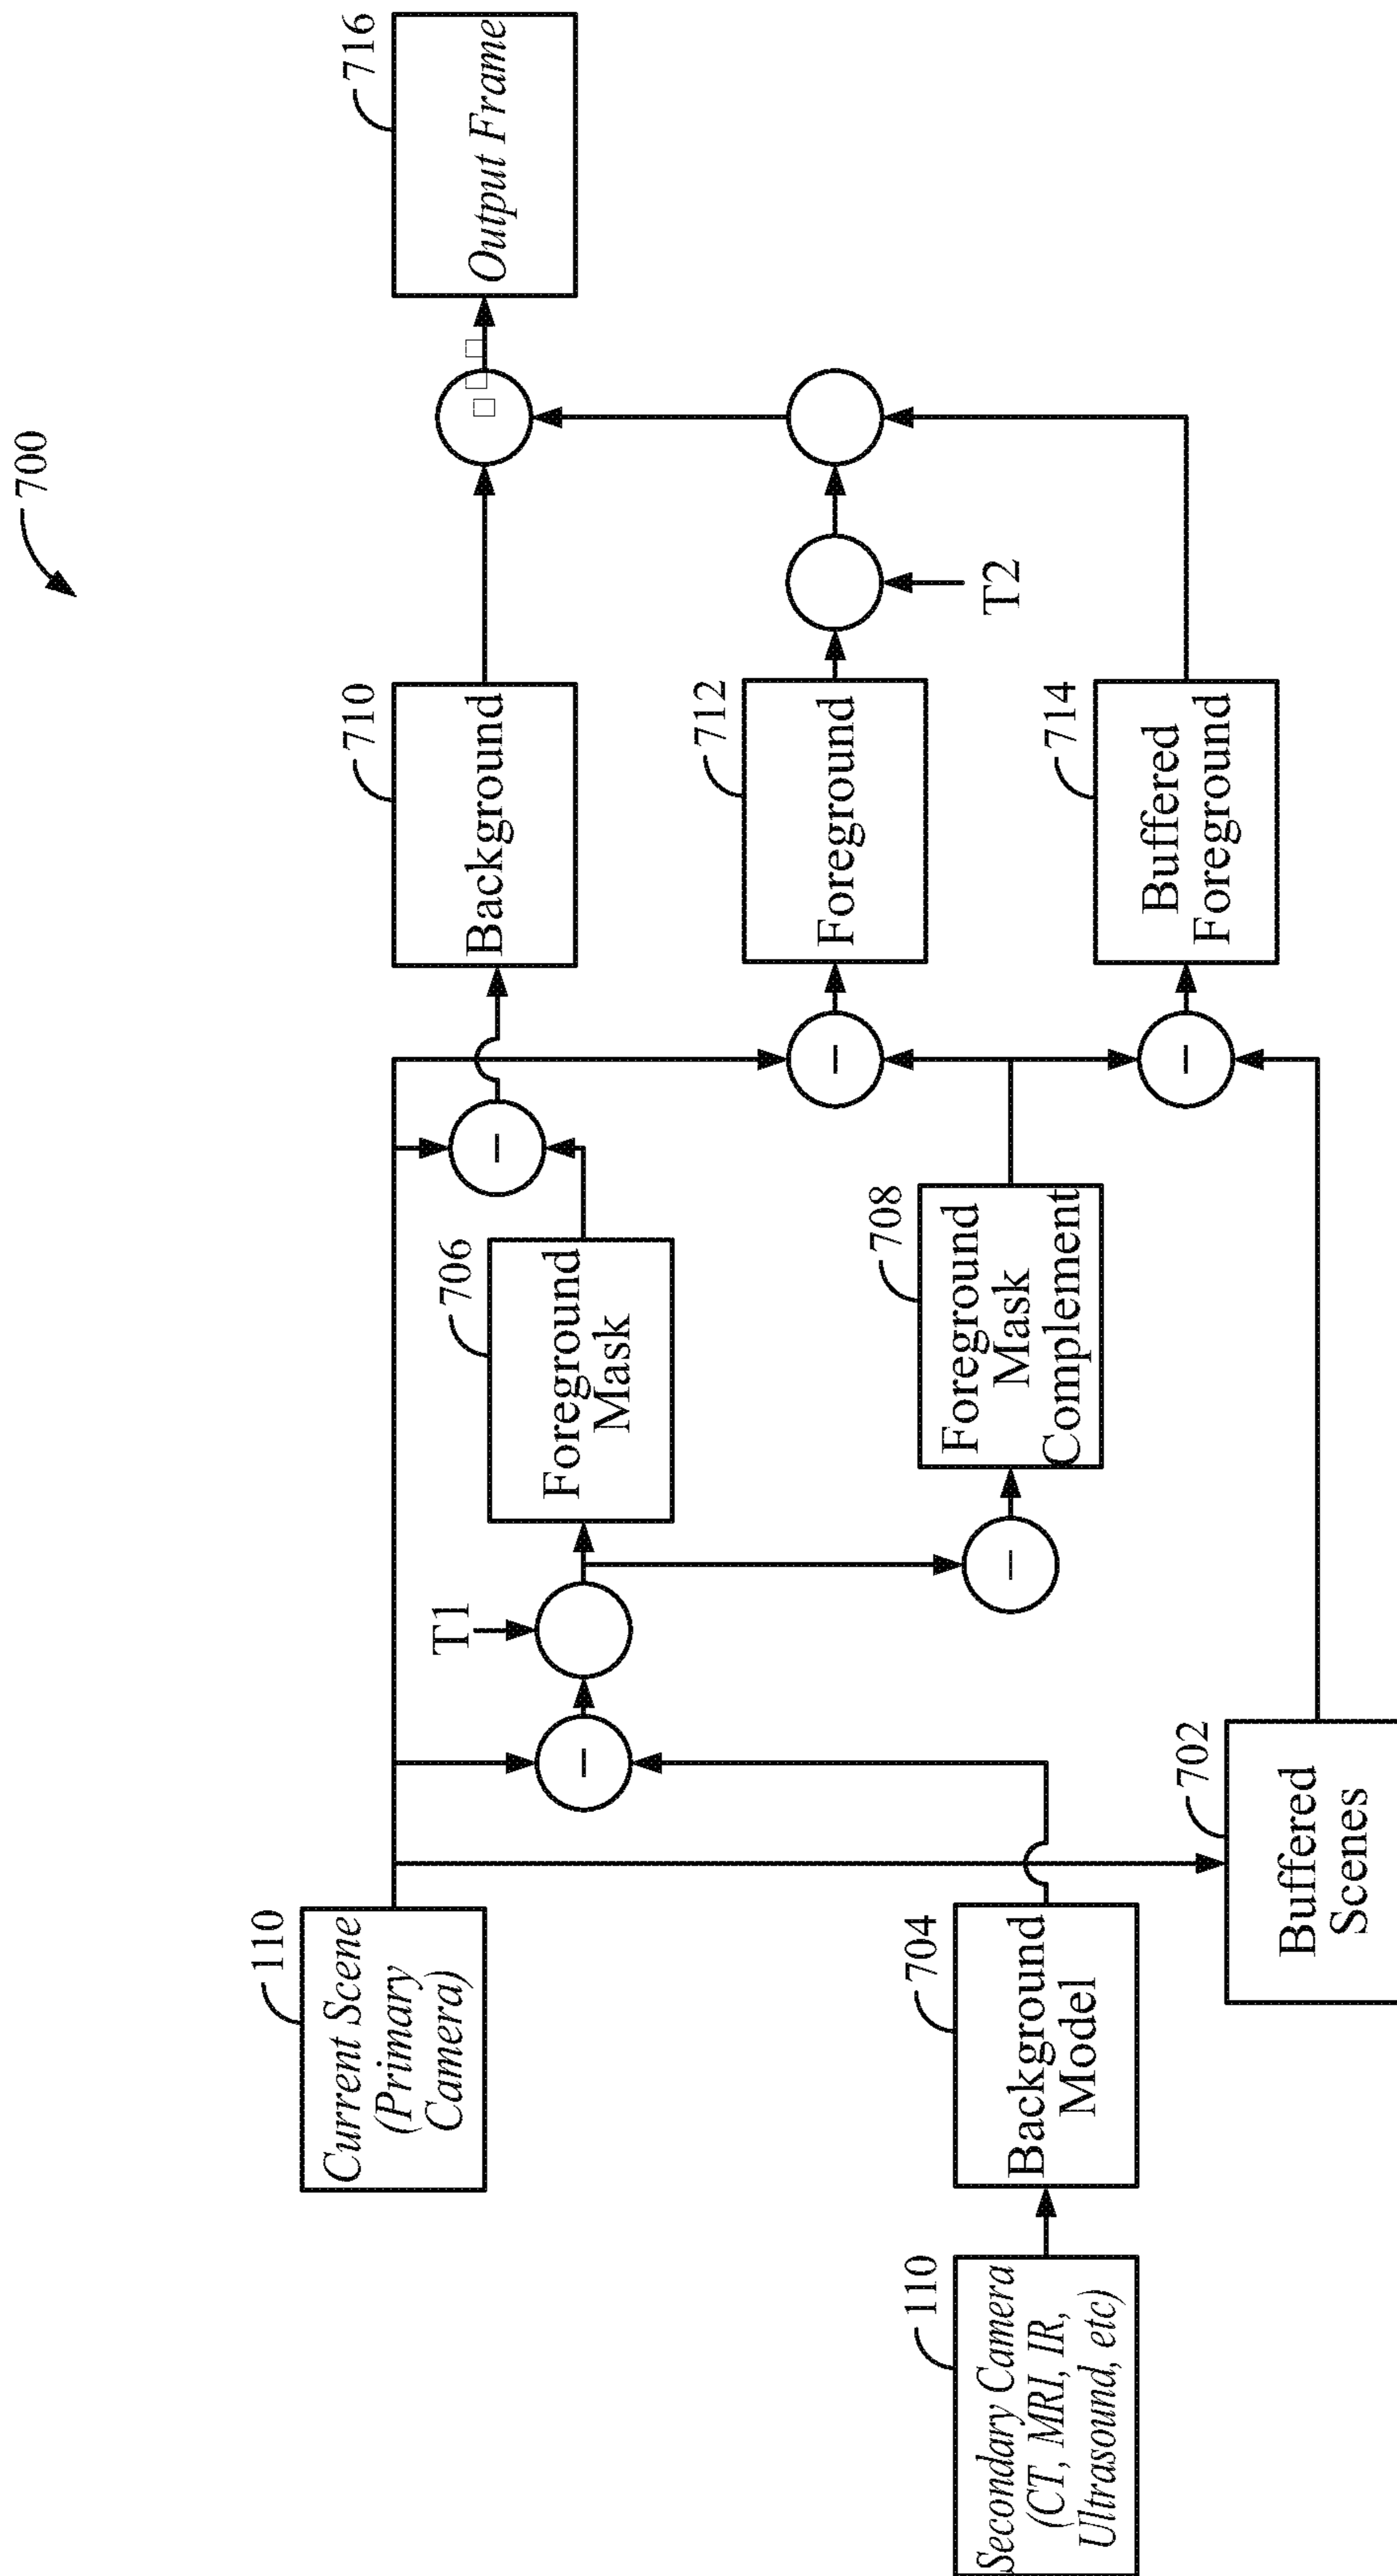 700
110
Current Scene
(Primary
Camera)
T1
706
Foreground
Mask
−
−
710
Background
716
Output Frame
110
Secondary Camera
(CT, MRI, IR,
Ultrasound, etc)
704
Background
Model
−
708
Foreground
Mask
Complement
−
712
Foreground
T2
702
Buffered
Scenes
−
714
Buffered
Foreground